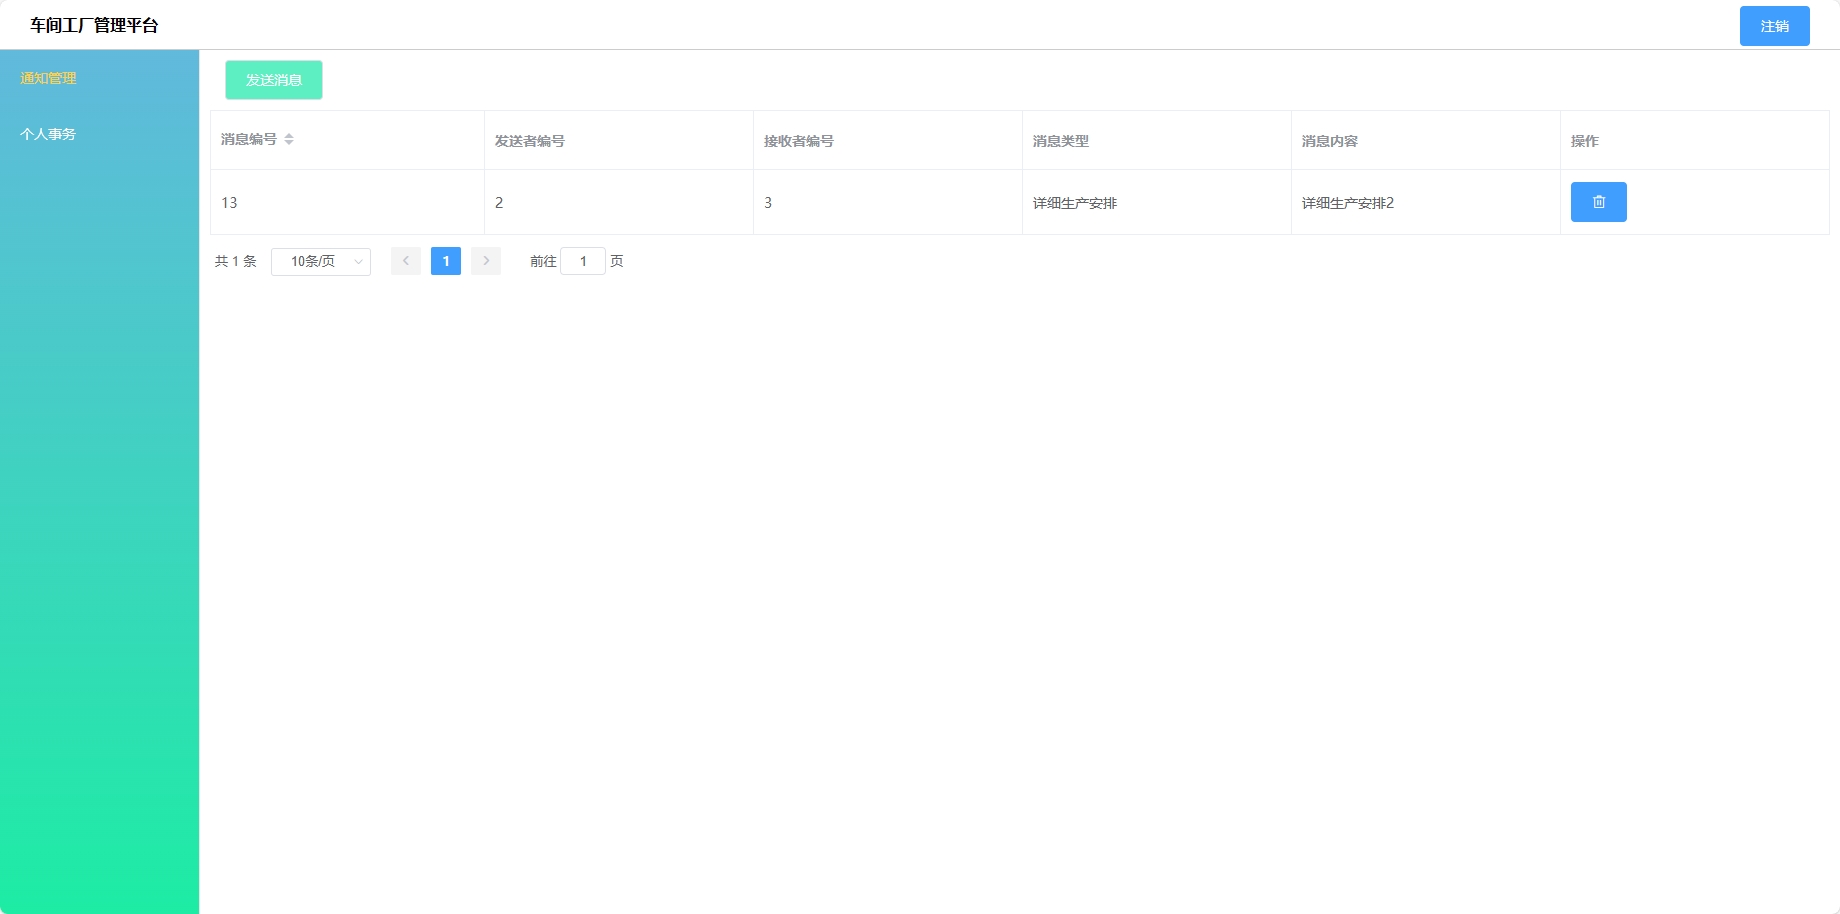 车间工厂管理平台
注销
通知管理
个人事务
发送消息
消息编号 发送者编号 接收者编号 消息类型 消息内容 操作
13 2 3 详细生产安排 详细生产安排2
共 1 条 10条/页 1 前往 1 页